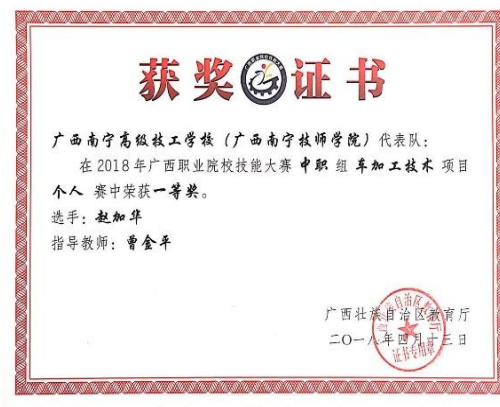 获奖证书
广西南宁高级技工学校（广西南宁技师学院）代表队：
在2018年广西职业院校技能大赛 中职 组 车加工技术 项目
个人 赛中荣获一等奖。
选手：赵加华
指导教师：曾金平
广西壮族自治区教育厅
二〇一八年四月十三日